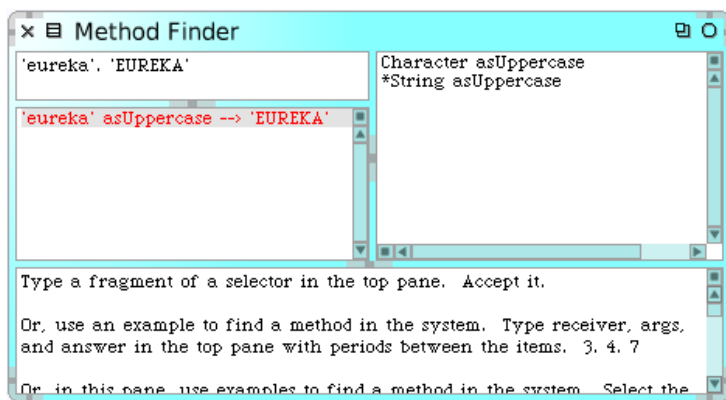 Method Finder
'eureka'. 'EUREKA'
'eureka' asUppercase --> 'EUREKA'
Character asUppercase
*String asUppercase
Type a fragment of a selector in the top pane.  Accept it.
Or, use an example to find a method in the system.  Type receiver, args,
and answer in the top pane with periods between the items.  3. 4. 7
Or, in this pane, use examples to find a method in the system.  Select the